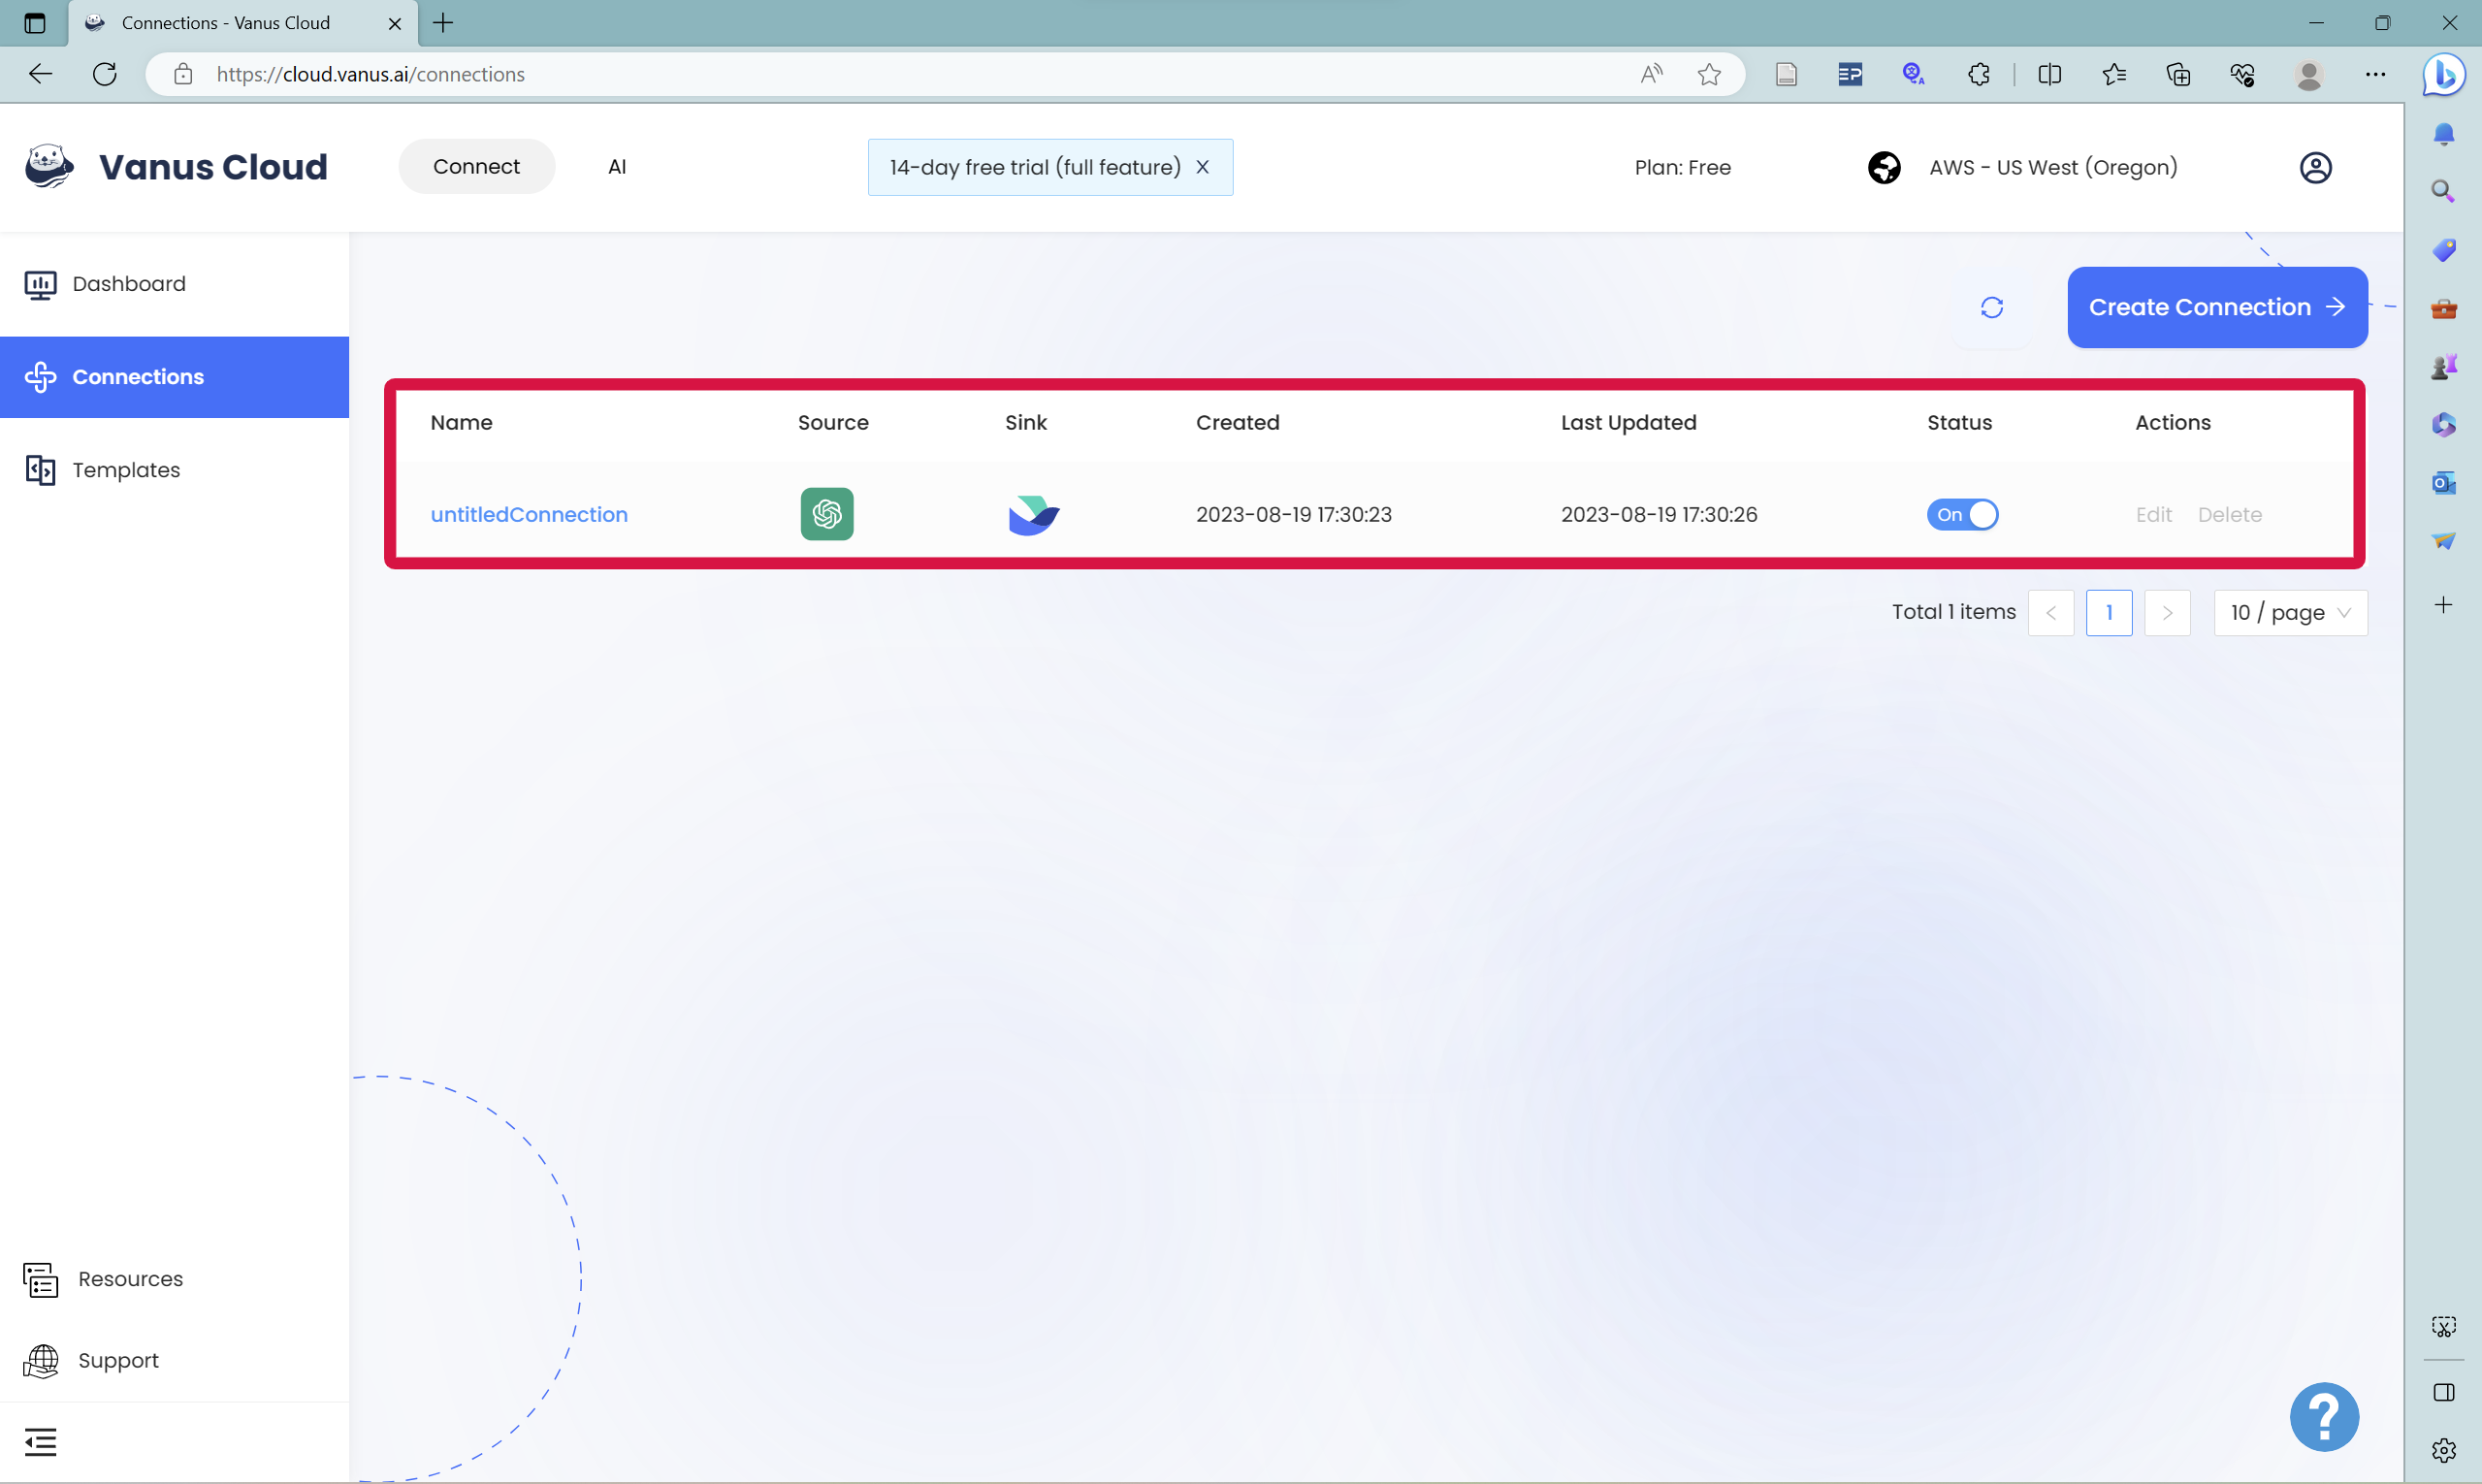 Connections - Vanus Cloud
https://cloud.vanus.ai/connections
Vanus Cloud
Connect
AI
14-day free trial (full feature) X
Plan: Free
AWS - US West (Oregon)
Dashboard
Connections
Templates
Create Connection
Name Source Sink Created Last Updated Status Actions
untitledConnection 2023-08-19 17:30:23 2023-08-19 17:30:26 On Edit Delete
Total 1 items < 1 > 10 / page
Resources
Support
?